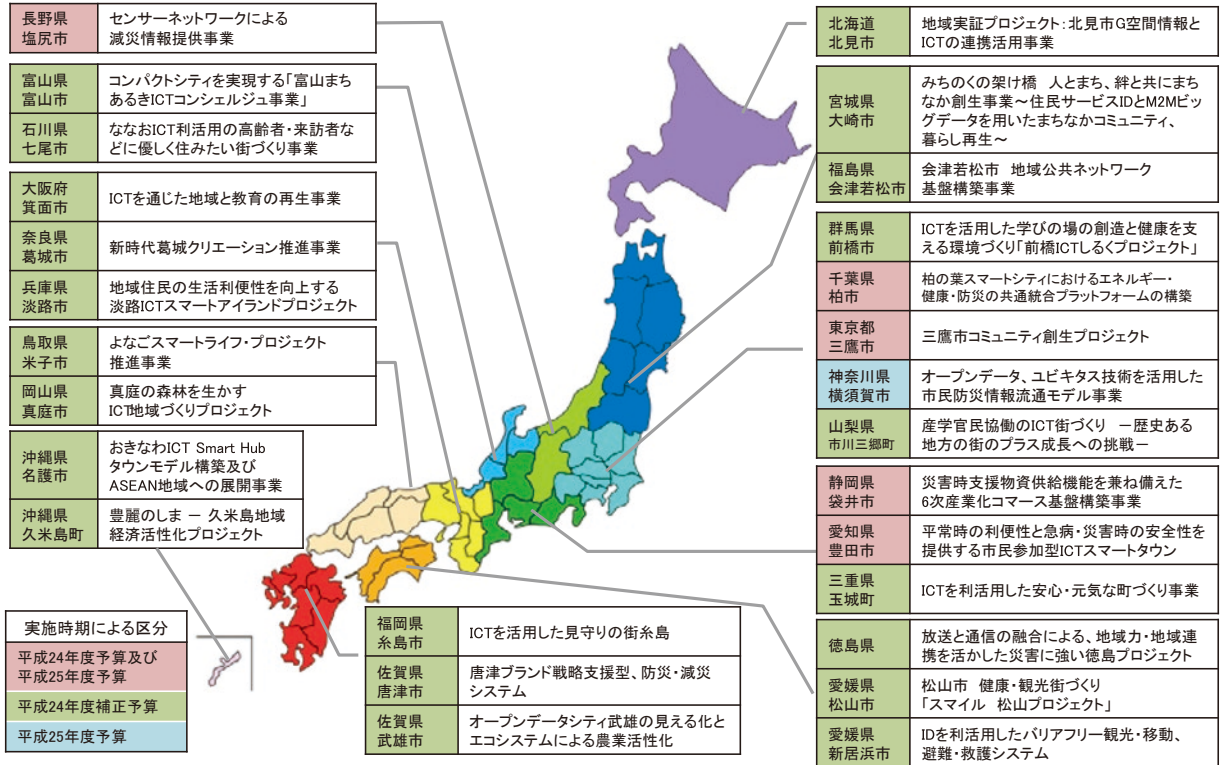 長野県
塩尻市
センサーネットワークによる
減災情報提供事業
富山県
富山市
コンパクトシティを実現する「富山まち
あるきICTコンシェルジュ事業」
石川県
七尾市
ななおICT利活用の高齢者・来訪者な
どに優しく住みたい街づくり事業
大阪府
箕面市
ICTを通じた地域と教育の再生事業
奈良県
葛城市
新時代葛城クリエーション推進事業
兵庫県
淡路市
地域住民の生活利便性を向上する
淡路ICTスマートアイランドプロジェクト
鳥取県
米子市
よなごスマートライフ・プロジェクト
推進事業
岡山県
真庭市
真庭の森林を生かす
ICT地域づくりプロジェクト
沖縄県
名護市
おきなわICT Smart Hub
タウンモデル構築及び
ASEAN地域への展開事業
沖縄県
久米島町
豊麗のしま － 久米島地域
経済活性化プロジェクト
実施時期による区分
平成24年度予算及び
平成25年度予算
平成24年度補正予算
平成25年度予算
福岡県
糸島市
ICTを活用した見守りの街糸島
佐賀県
唐津市
唐津ブランド戦略支援型、防災・減災
システム
佐賀県
武雄市
オープンデータシティ武雄の見える化と
エコシステムによる農業活性化
北海道
北見市
地域実証プロジェクト：北見市G空間情報と
ICTの連携活用事業
宮城県
大崎市
みちのくの架け橋　人とまち、絆と共にまち
なか創生事業～住民サービスIDとM2Mビッ
グデータを用いたまちなかコミュニティ、
暮らし再生～
福島県
会津若松市
会津若松市　地域公共ネットワーク
基盤構築事業
群馬県
前橋市
ICTを活用した学びの場の創造と健康を支
える環境づくり「前橋ICTしるくプロジェクト」
千葉県
柏市
柏の葉スマートシティにおけるエネルギー・
健康・防災の共通統合プラットフォームの構築
東京都
三鷹市
三鷹市コミュニティ創生プロジェクト
神奈川県
横須賀市
オープンデータ、ユビキタス技術を活用した
市民防災情報流通モデル事業
山梨県
市川三郷町
産学官民協働のICT街づくり　－歴史ある
地方の街のプラス成長への挑戦－
静岡県
袋井市
災害時支援物資供給機能を兼ね備えた
6次産業化コマース基盤構築事業
愛知県
豊田市
平常時の利便性と急病・災害時の安全性を
提供する市民参加型ICTスマートタウン
三重県
玉城町
ICTを利活用した安心・元気な町づくり事業
徳島県
放送と通信の融合による、地域力・地域連
携を活かした災害に強い徳島プロジェクト
愛媛県
松山市
松山市　健康・観光街づくり
「スマイル　松山プロジェクト」
愛媛県
新居浜市
IDを利活用したバリアフリー観光・移動、
避難・救護システム